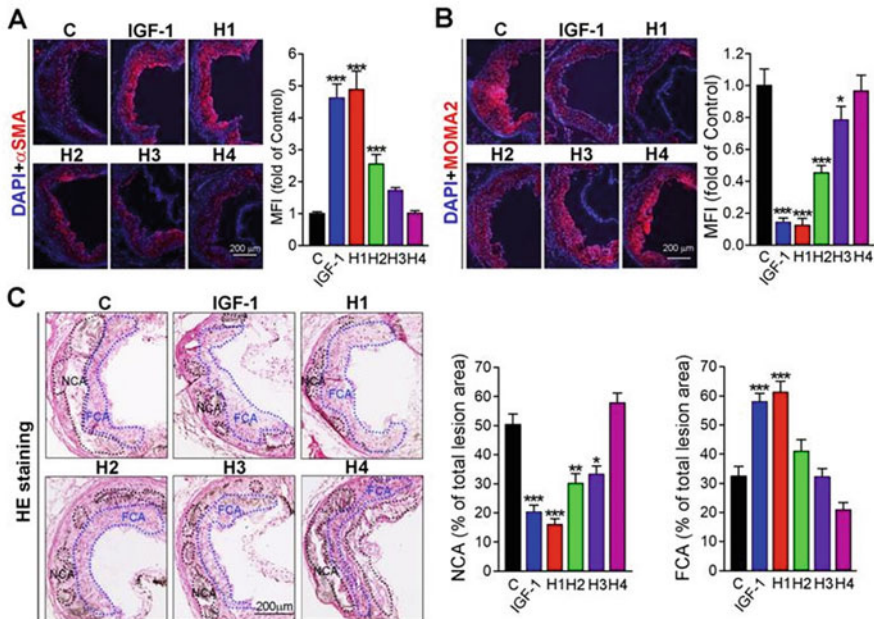 A
C IGF-1 H1
DAPI+αSMA
H2 H3 H4
200 μm
MFI (fold of Control)
6
5
4
3
2
1
0
***
***
***
C
IGF-1
H1
H2
H3
H4
B
C IGF-1 H1
DAPI+MOMA2
H2 H3 H4
200 μm
MFI (fold of Control)
1.2
1.0
0.8
0.6
0.4
0.2
0.0
***
***
***
*
C
IGF-1
H1
H2
H3
H4
C
C IGF-1 H1
HE staining
NCA
FCA
NCA
FCA
NCA
FCA
H2 H3 H4
FCA
NCA
FCA
NCA
FCA
NCA
200μm
NCA (% of total lesion area)
70
60
50
40
30
20
10
0
***
***
**
*
C
IGF-1
H1
H2
H3
H4
FCA (% of total lesion area)
70
60
50
40
30
20
10
0
***
***
C
IGF-1
H1
H2
H3
H4